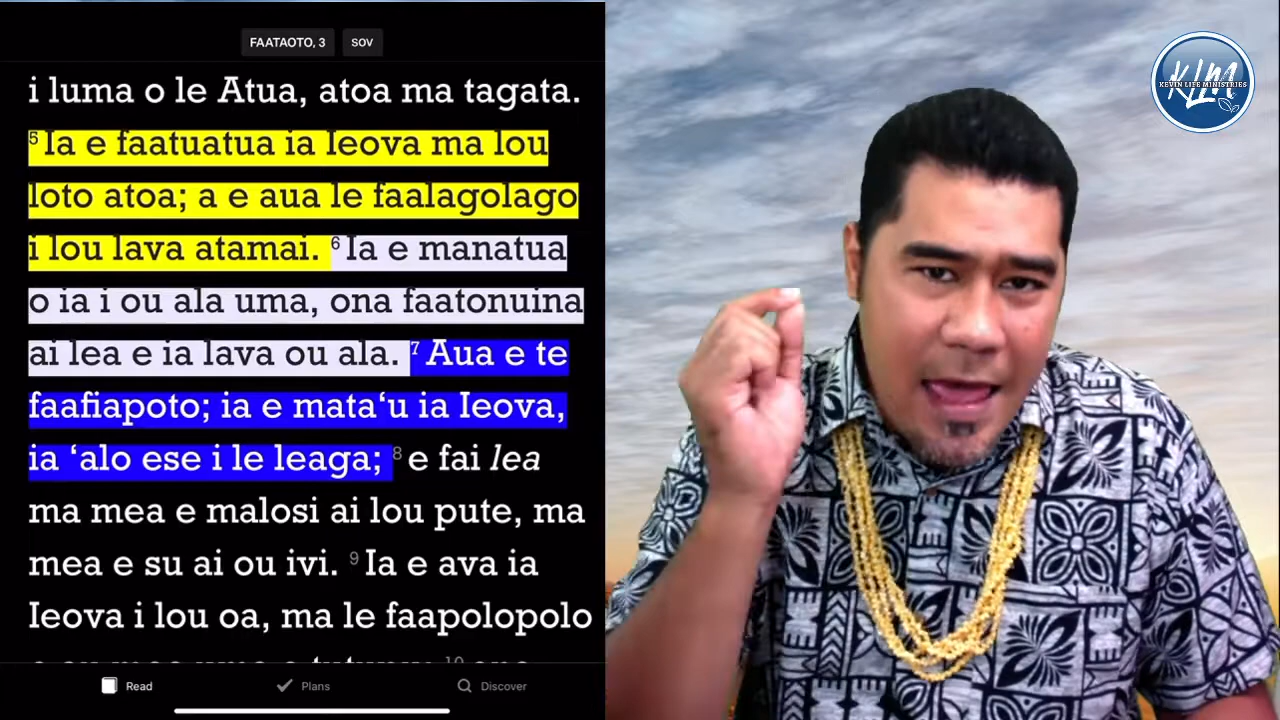 FAATAOTO, 3 SOV
i luma o le Atua, atoa ma tagata.
5 Ia e faatuatua ia Ieova ma lou
loto atoa; a e aua le faalagolago
i lou lava atamai. 6 Ia e manatua
o ia i ou ala uma, ona faatonuina
ai lea e ia lava ou ala. 7 Aua e te
faafiapoto; ia e mata‘u ia Ieova,
ia ‘alo ese i le leaga; 8 e fai lea
ma mea e malosi ai lou pute, ma
mea e su ai ou ivi. 9 Ia e ava ia
Ieova i lou oa, ma le faapolopolo
Read Plans Discover
KLM
KEVIN LIFE MINISTRIES